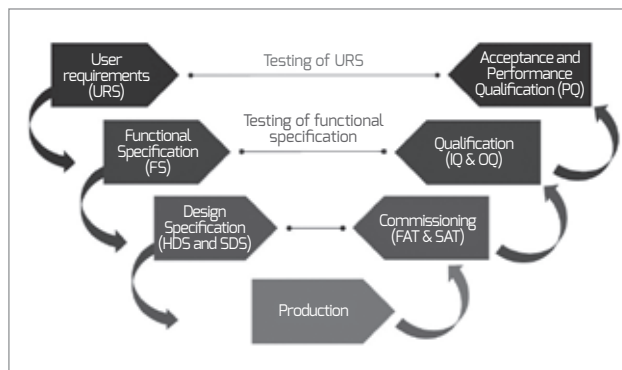 User
requirements
(URS)
Testing of URS
Acceptance and
Performance
Qualification (PQ)
Functional
Specification
(FS)
Testing of functional
specification
Qualification
(IQ & OQ)
Design
Specification
(HDS and SDS)
Commissioning
(FAT & SAT)
Production